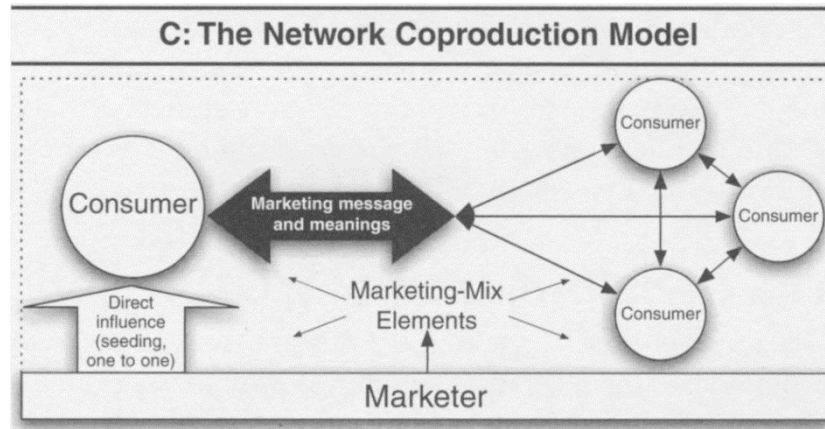 C: The Network Coproduction Model
Consumer
Consumer
Marketing message
and meanings
Consumer
Consumer
Direct
influence
(seeding,
one to one)
Marketing-Mix
Elements
Marketer